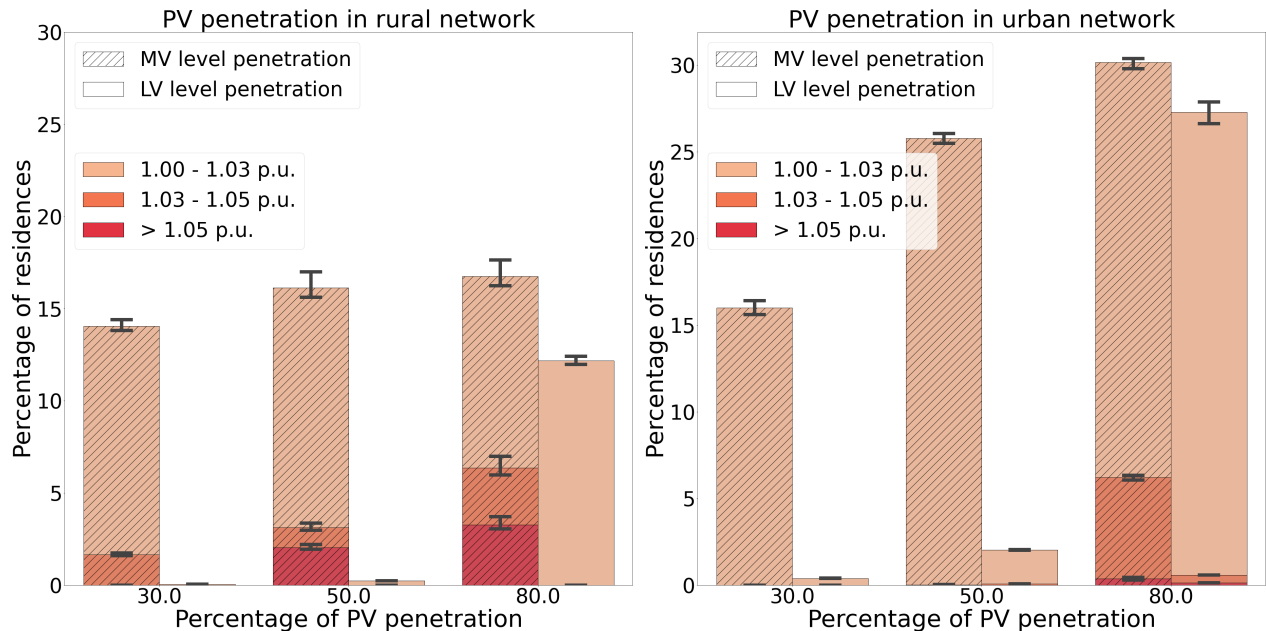 PV penetration in rural network
30
25
20
15
10
5
0
Percentage of residences
MV level penetration
LV level penetration
1.00 - 1.03 p.u.
1.03 - 1.05 p.u.
> 1.05 p.u.
30.0
50.0
80.0
Percentage of PV penetration
PV penetration in urban network
30
25
20
15
10
5
0
Percentage of residences
MV level penetration
LV level penetration
1.00 - 1.03 p.u.
1.03 - 1.05 p.u.
> 1.05 p.u.
30.0
50.0
80.0
Percentage of PV penetration